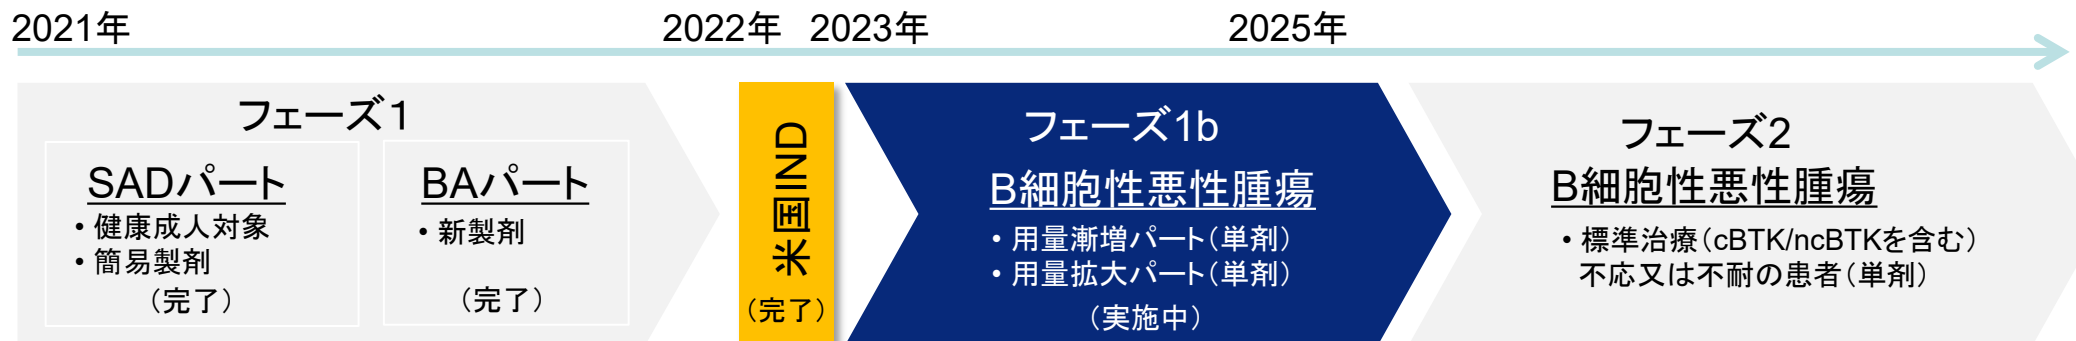 2021年
2022年
2023年
2025年
フェーズ1
SADパート
• 健康成人対象
• 簡易製剤
（完了）
BAパート
• 新製剤
（完了）
米国IND
（完了）
フェーズ1b
B細胞性悪性腫瘍
• 用量漸増パート（単剤）
• 用量拡大パート（単剤）
（実施中）
フェーズ2
B細胞性悪性腫瘍
• 標準治療（cBTK/ncBTKを含む）
不応又は不耐の患者（単剤）